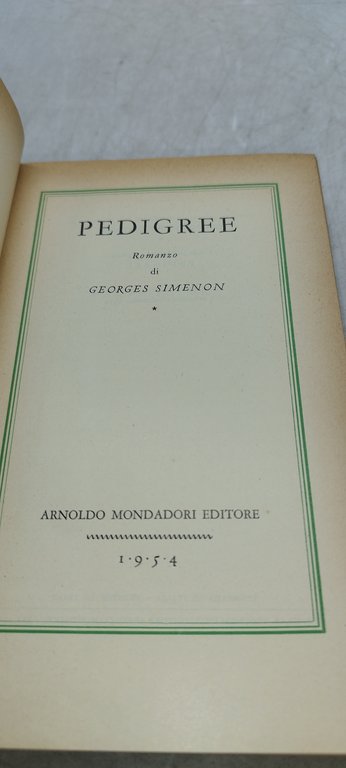 PEDIGREE
Romanzo
di
GEORGES SIMENON
*
ARNOLDO MONDADORI EDITORE
1·9·5·4